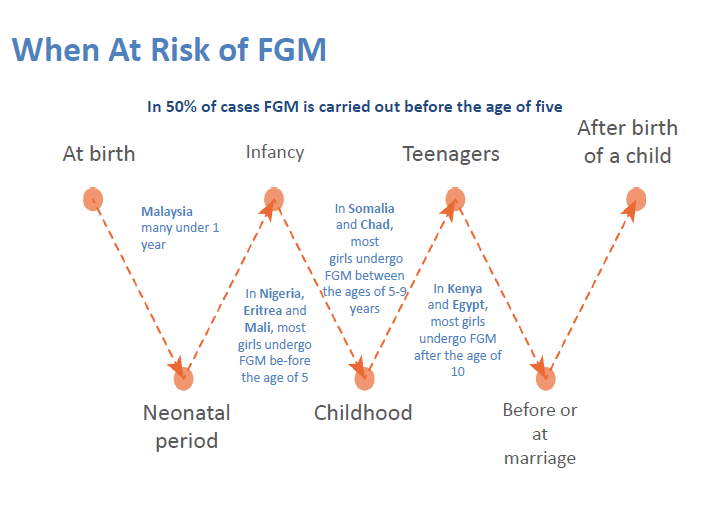 When At Risk of FGM
In 50% of cases FGM is carried out before the age of five
At birth
Infancy
Teenagers
After birth
of a child
Malaysia
many under 1
year
In Nigeria,
Eritrea and
Mali, most
girls undergo
FGM be-fore
the age of 5
In Somalia
and Chad,
most
girls undergo
FGM between
the ages of 5-9
years
In Kenya
and Egypt,
most girls
undergo FGM
after the age of
10
Neonatal
period
Childhood
Before or
at
marriage